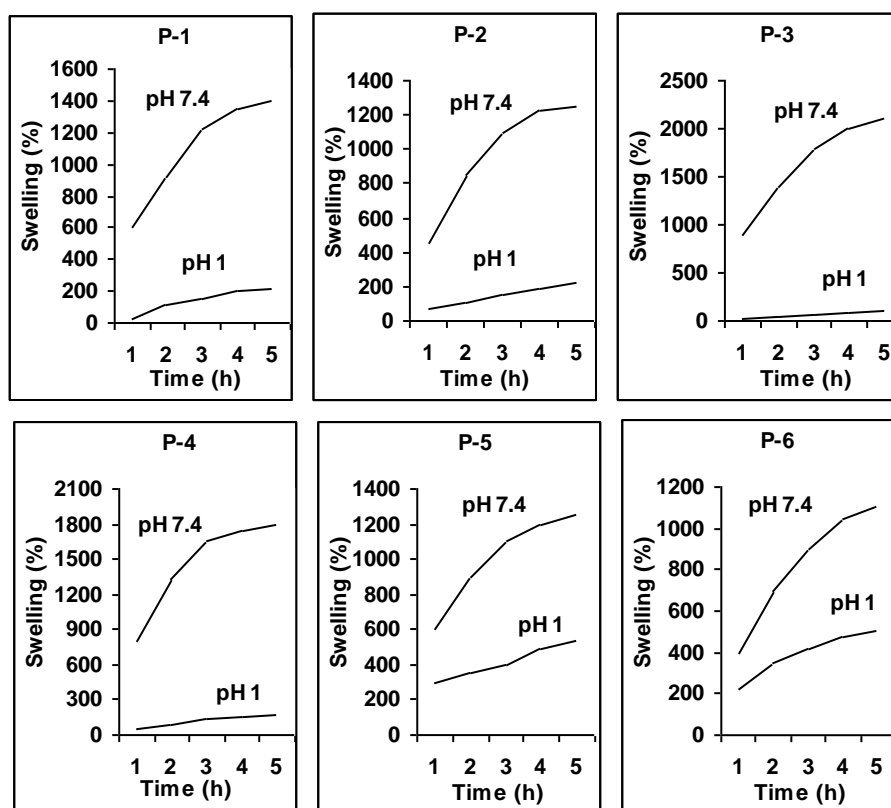 P-1
1600
1400
1200
1000
800
600
400
200
0
Swelling (%)
pH 7.4
pH 1
1 2 3 4 5
Time (h)
P-2
1400
1200
1000
800
600
400
200
0
Swelling (%)
pH 7.4
pH 1
1 2 3 4 5
Time (h)
P-3
2500
2000
1500
1000
500
0
Swelling (%)
pH 7.4
pH 1
1 2 3 4 5
Time (h)
P-4
2100
1800
1500
1200
900
600
300
0
Swelling (%)
pH 7.4
pH 1
1 2 3 4 5
Time (h)
P-5
1400
1200
1000
800
600
400
200
0
Swelling (%)
pH 7.4
pH 1
1 2 3 4 5
Time (h)
P-6
1200
1000
800
600
400
200
0
Swelling (%)
pH 7.4
pH 1
1 2 3 4 5
Time (h)